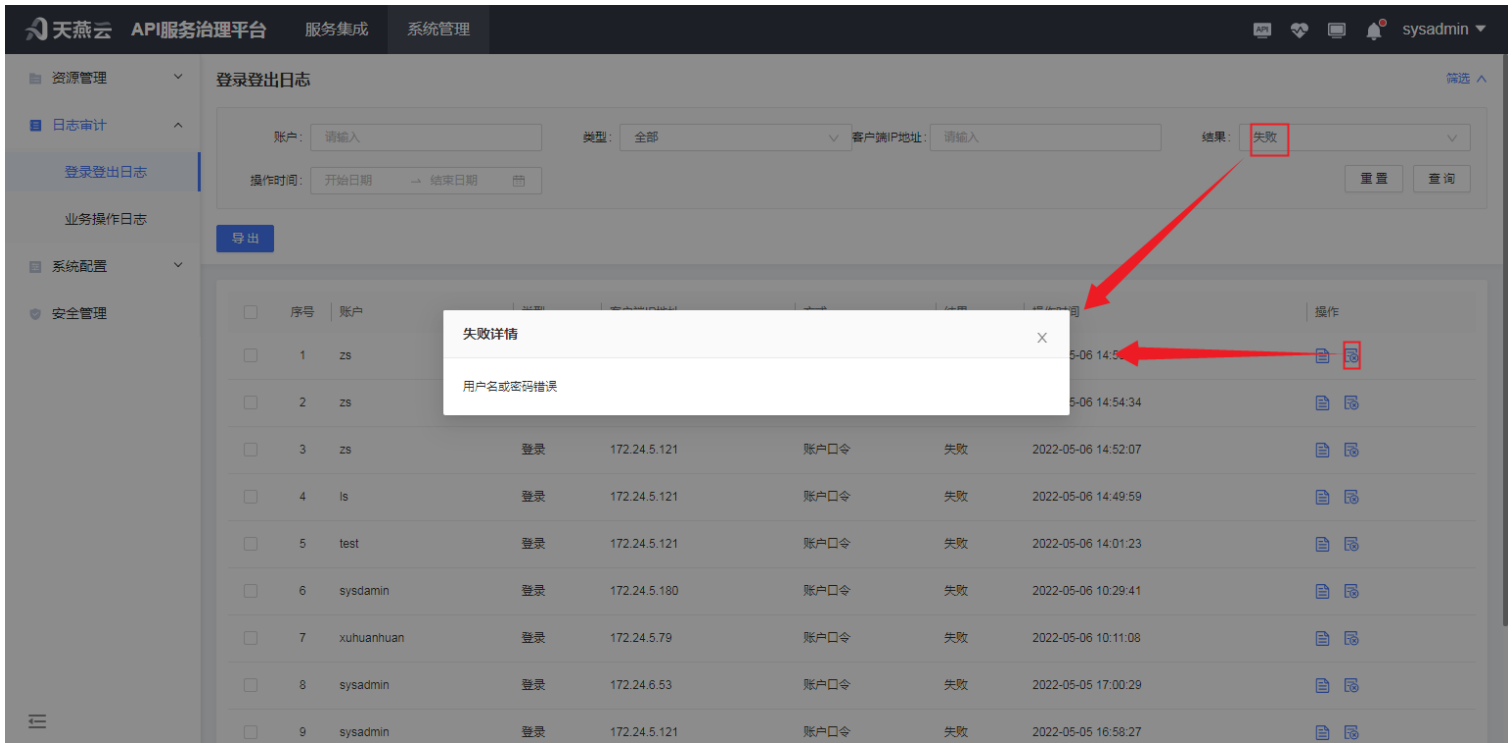 天燕云 API服务治理平台 服务集成 系统管理 API sysadmin
资源管理
日志审计
登录登出日志
业务操作日志
系统配置
安全管理
登录登出日志 筛选
账户: 请输入 类型: 全部 客户端IP地址: 请输入 结果: 失败
操作时间: 开始日期 → 结束日期 重置 查询
导出
序号 账户 操作
失败详情
用户名或密码错误
1 zs
2 zs 5-06 14:54:34
3 zs 登录 172.24.5.121 账户口令 失败 2022-05-06 14:52:07
4 ls 登录 172.24.5.121 账户口令 失败 2022-05-06 14:49:59
5 test 登录 172.24.5.121 账户口令 失败 2022-05-06 14:01:23
6 sysdamin 登录 172.24.5.180 账户口令 失败 2022-05-06 10:29:41
7 xuhuanhuan 登录 172.24.5.79 账户口令 失败 2022-05-06 10:11:08
8 sysadmin 登录 172.24.6.53 账户口令 失败 2022-05-05 17:00:29
9 sysadmin 登录 172.24.5.121 账户口令 失败 2022-05-05 16:58:27